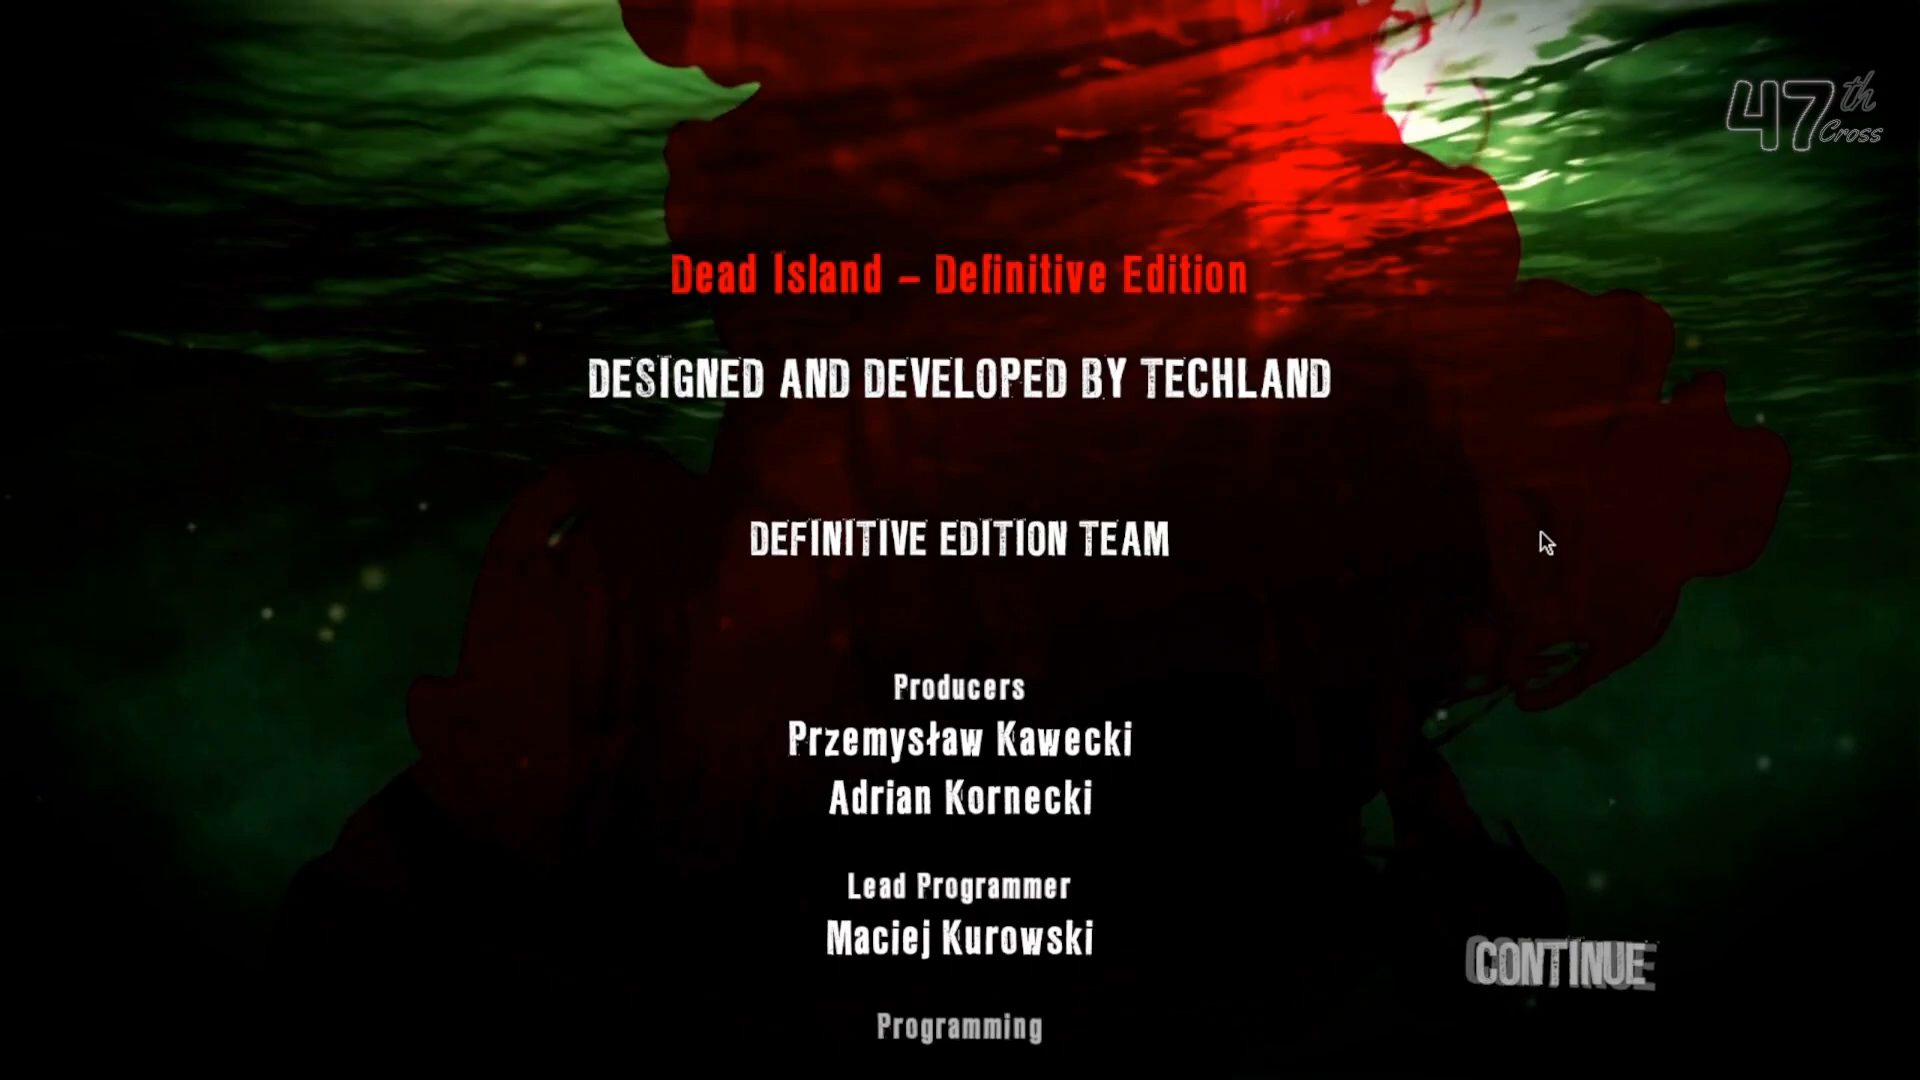 47th
Cross
Dead Island – Definitive Edition
DESIGNED AND DEVELOPED BY TECHLAND
DEFINITIVE EDITION TEAM
Producers
Przemysław Kawecki
Adrian Kornecki
Lead Programmer
Maciej Kurowski
CONTINUE
Programming